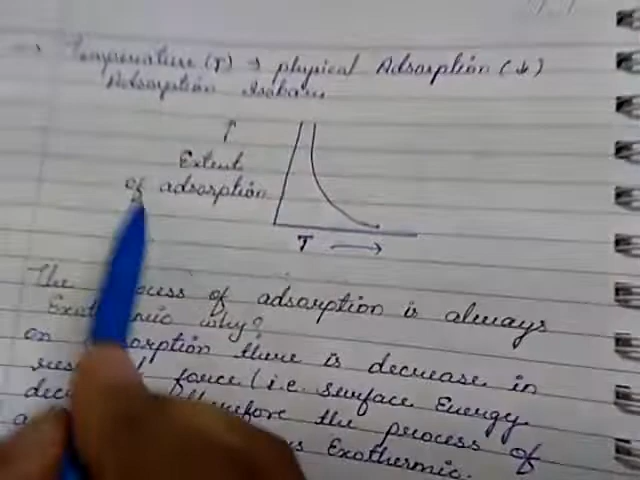 Temperature (↑) → physical Adsorption (↓)
Adsorption Isobars
↑
Extent
of adsorption
T →
The process of adsorption is always
Exothermic why?
on adsorption there is decrease in
force (i.e. surface Energy
therefore the process of
Exothermic.